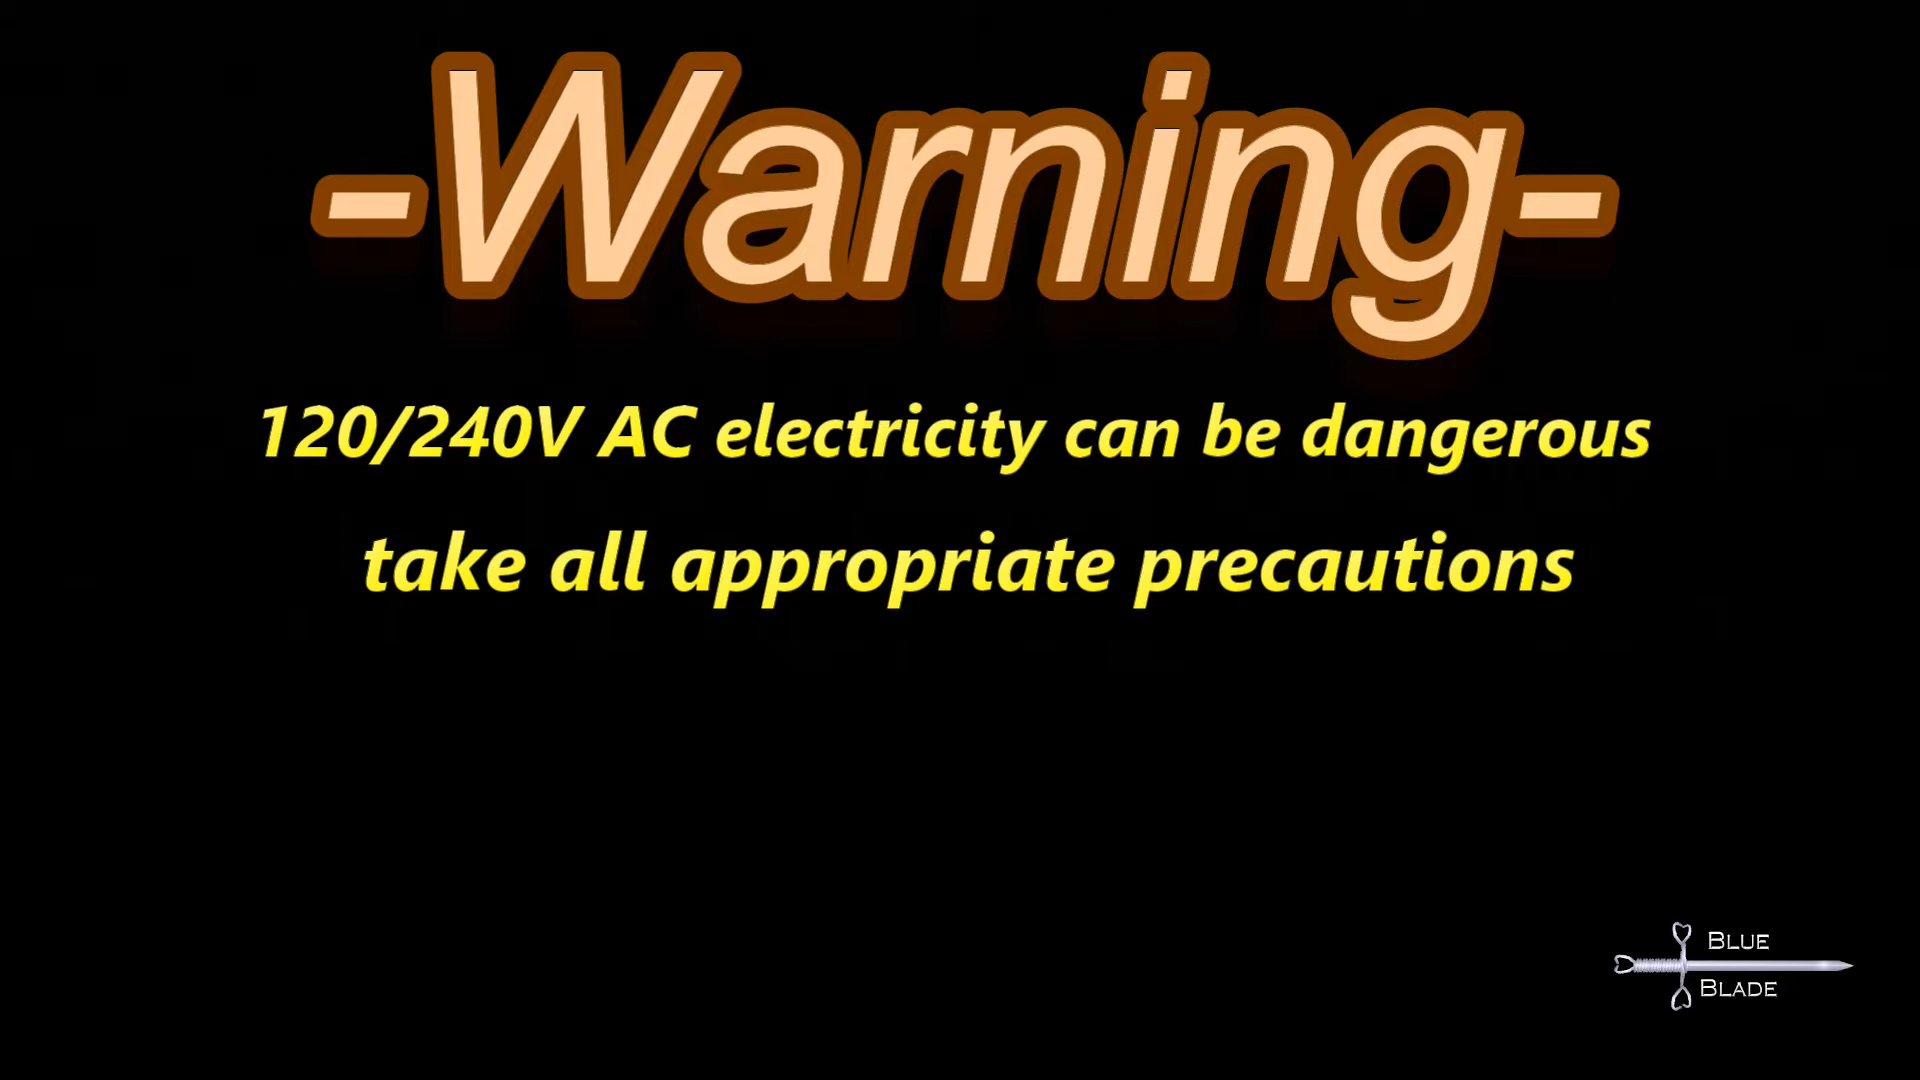 -Warning-
120/240V AC electricity can be dangerous
take all appropriate precautions
BLUE
BLADE